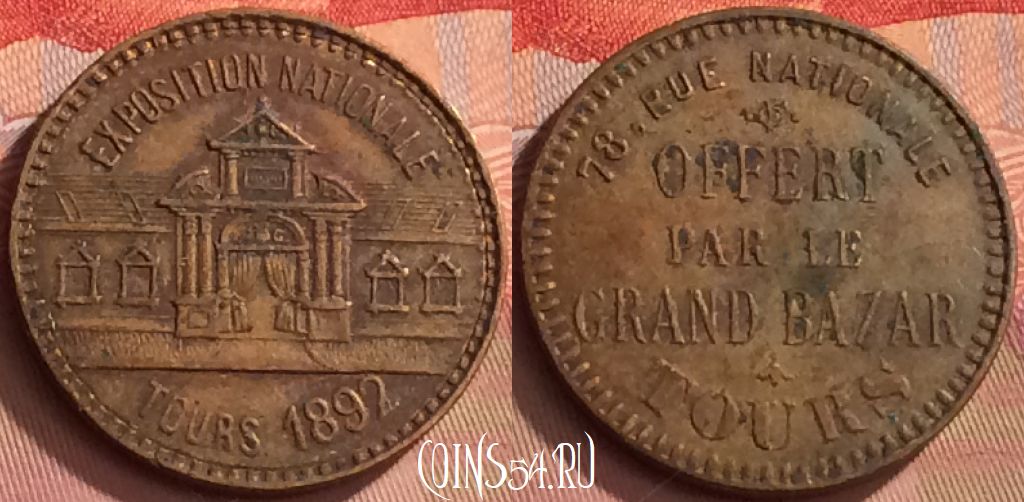 EXPOSITION NATIONALE
TOURS 1892
78. RUE NATIONALE
OFFERT
PAR LE
GRAND BAZAR
TOURS
COINS54.RU